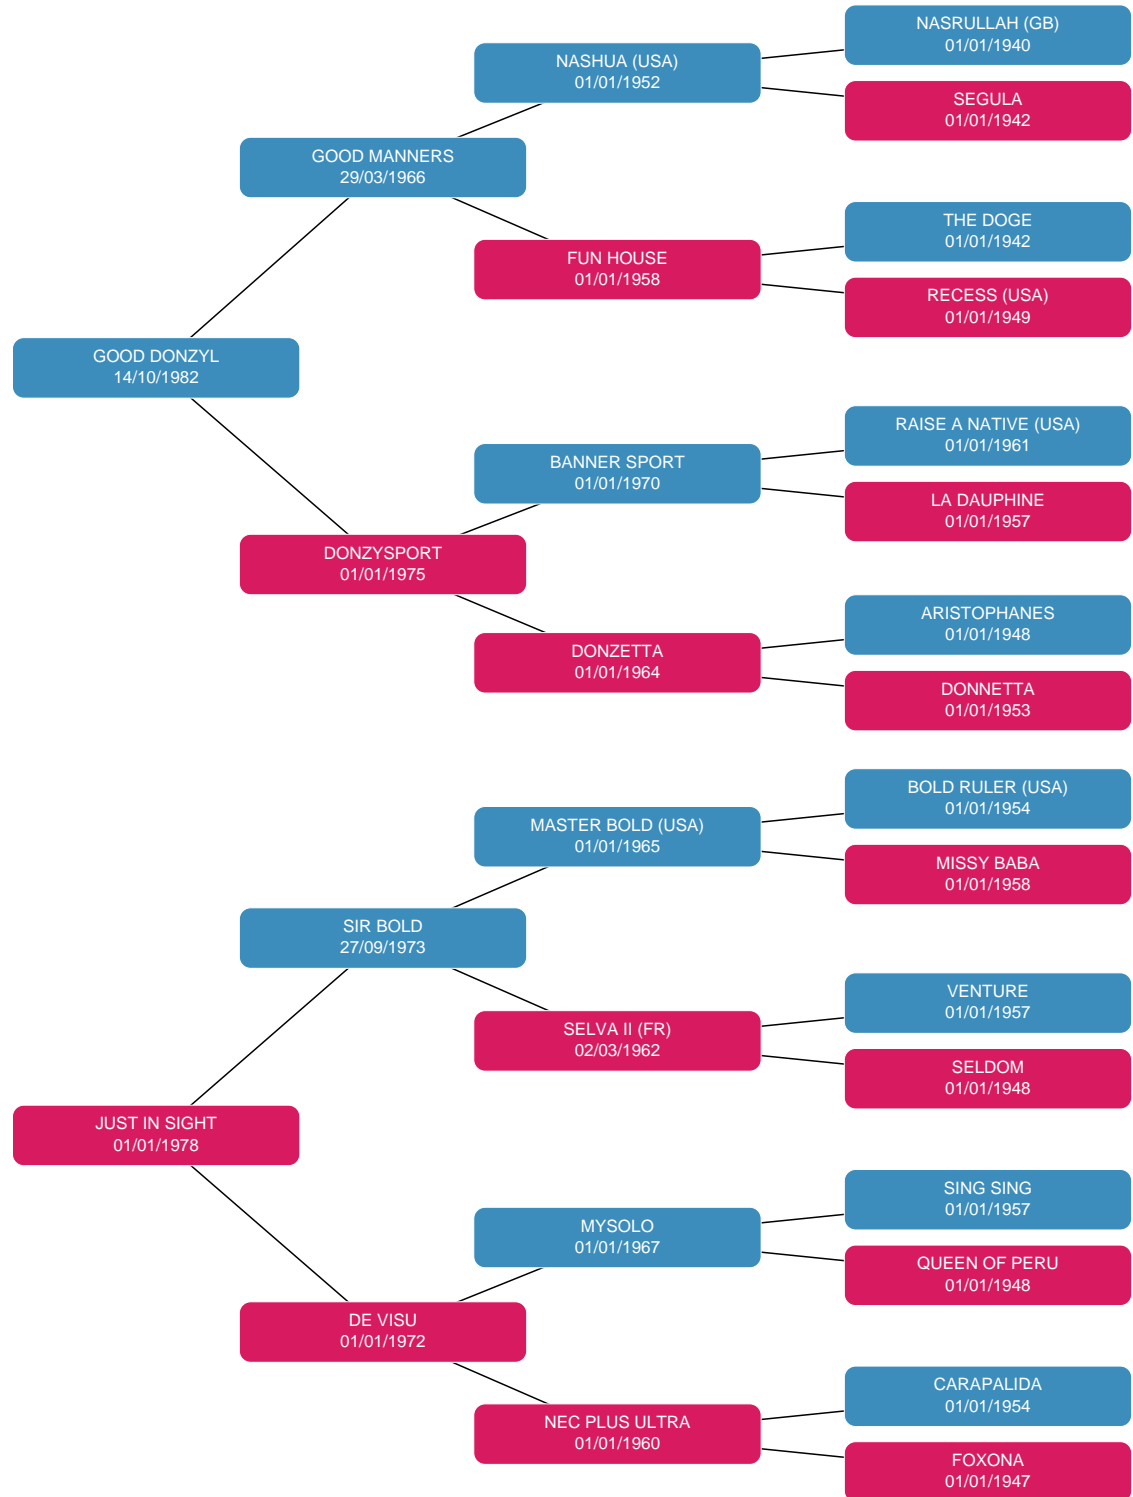 NASRULLAH (GB)
01/01/1940
NASHUA (USA)
01/01/1952
SEGULA
01/01/1942
GOOD MANNERS
29/03/1966
THE DOGE
01/01/1942
FUN HOUSE
01/01/1958
RECESS (USA)
01/01/1949
GOOD DONZYL
14/10/1982
RAISE A NATIVE (USA)
01/01/1961
BANNER SPORT
01/01/1970
LA DAUPHINE
01/01/1957
DONZYSPORT
01/01/1975
ARISTOPHANES
01/01/1948
DONZETTA
01/01/1964
DONNETTA
01/01/1953
BOLD RULER (USA)
01/01/1954
MASTER BOLD (USA)
01/01/1965
MISSY BABA
01/01/1958
SIR BOLD
27/09/1973
VENTURE
01/01/1957
SELVA II (FR)
02/03/1962
SELDOM
01/01/1948
JUST IN SIGHT
01/01/1978
SING SING
01/01/1957
MYSOLO
01/01/1967
QUEEN OF PERU
01/01/1948
DE VISU
01/01/1972
CARAPALIDA
01/01/1954
NEC PLUS ULTRA
01/01/1960
FOXONA
01/01/1947